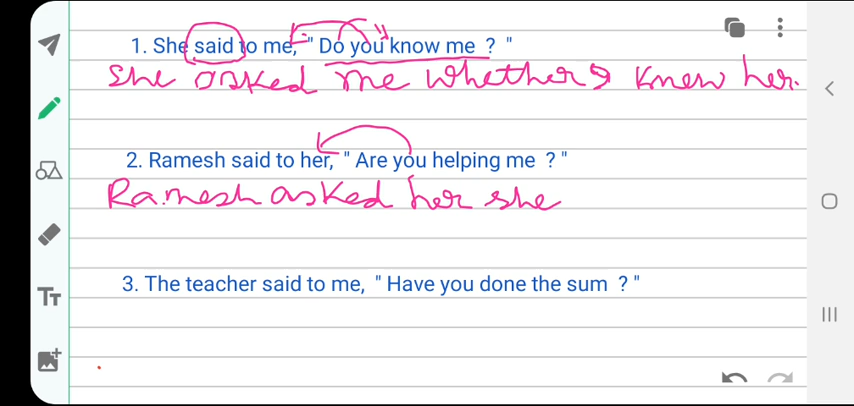 1. She said to me, " Do you know me ? "
She asked me whether I knew her.
2. Ramesh said to her, " Are you helping me ? "
Ramesh asked her she
3. The teacher said to me, " Have you done the sum ? "
TT